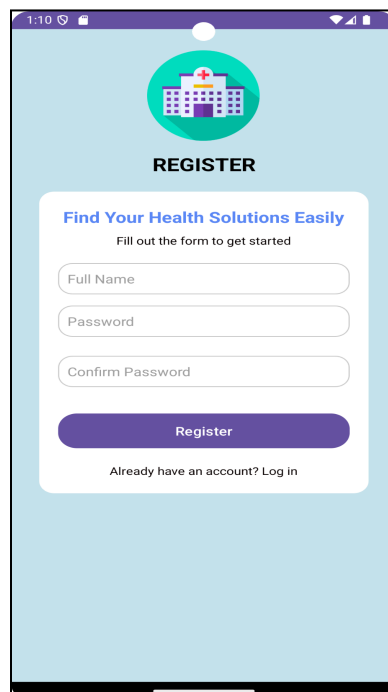 1:10
REGISTER
Find Your Health Solutions Easily
Fill out the form to get started
Full Name
Password
Confirm Password
Register
Already have an account? Log in